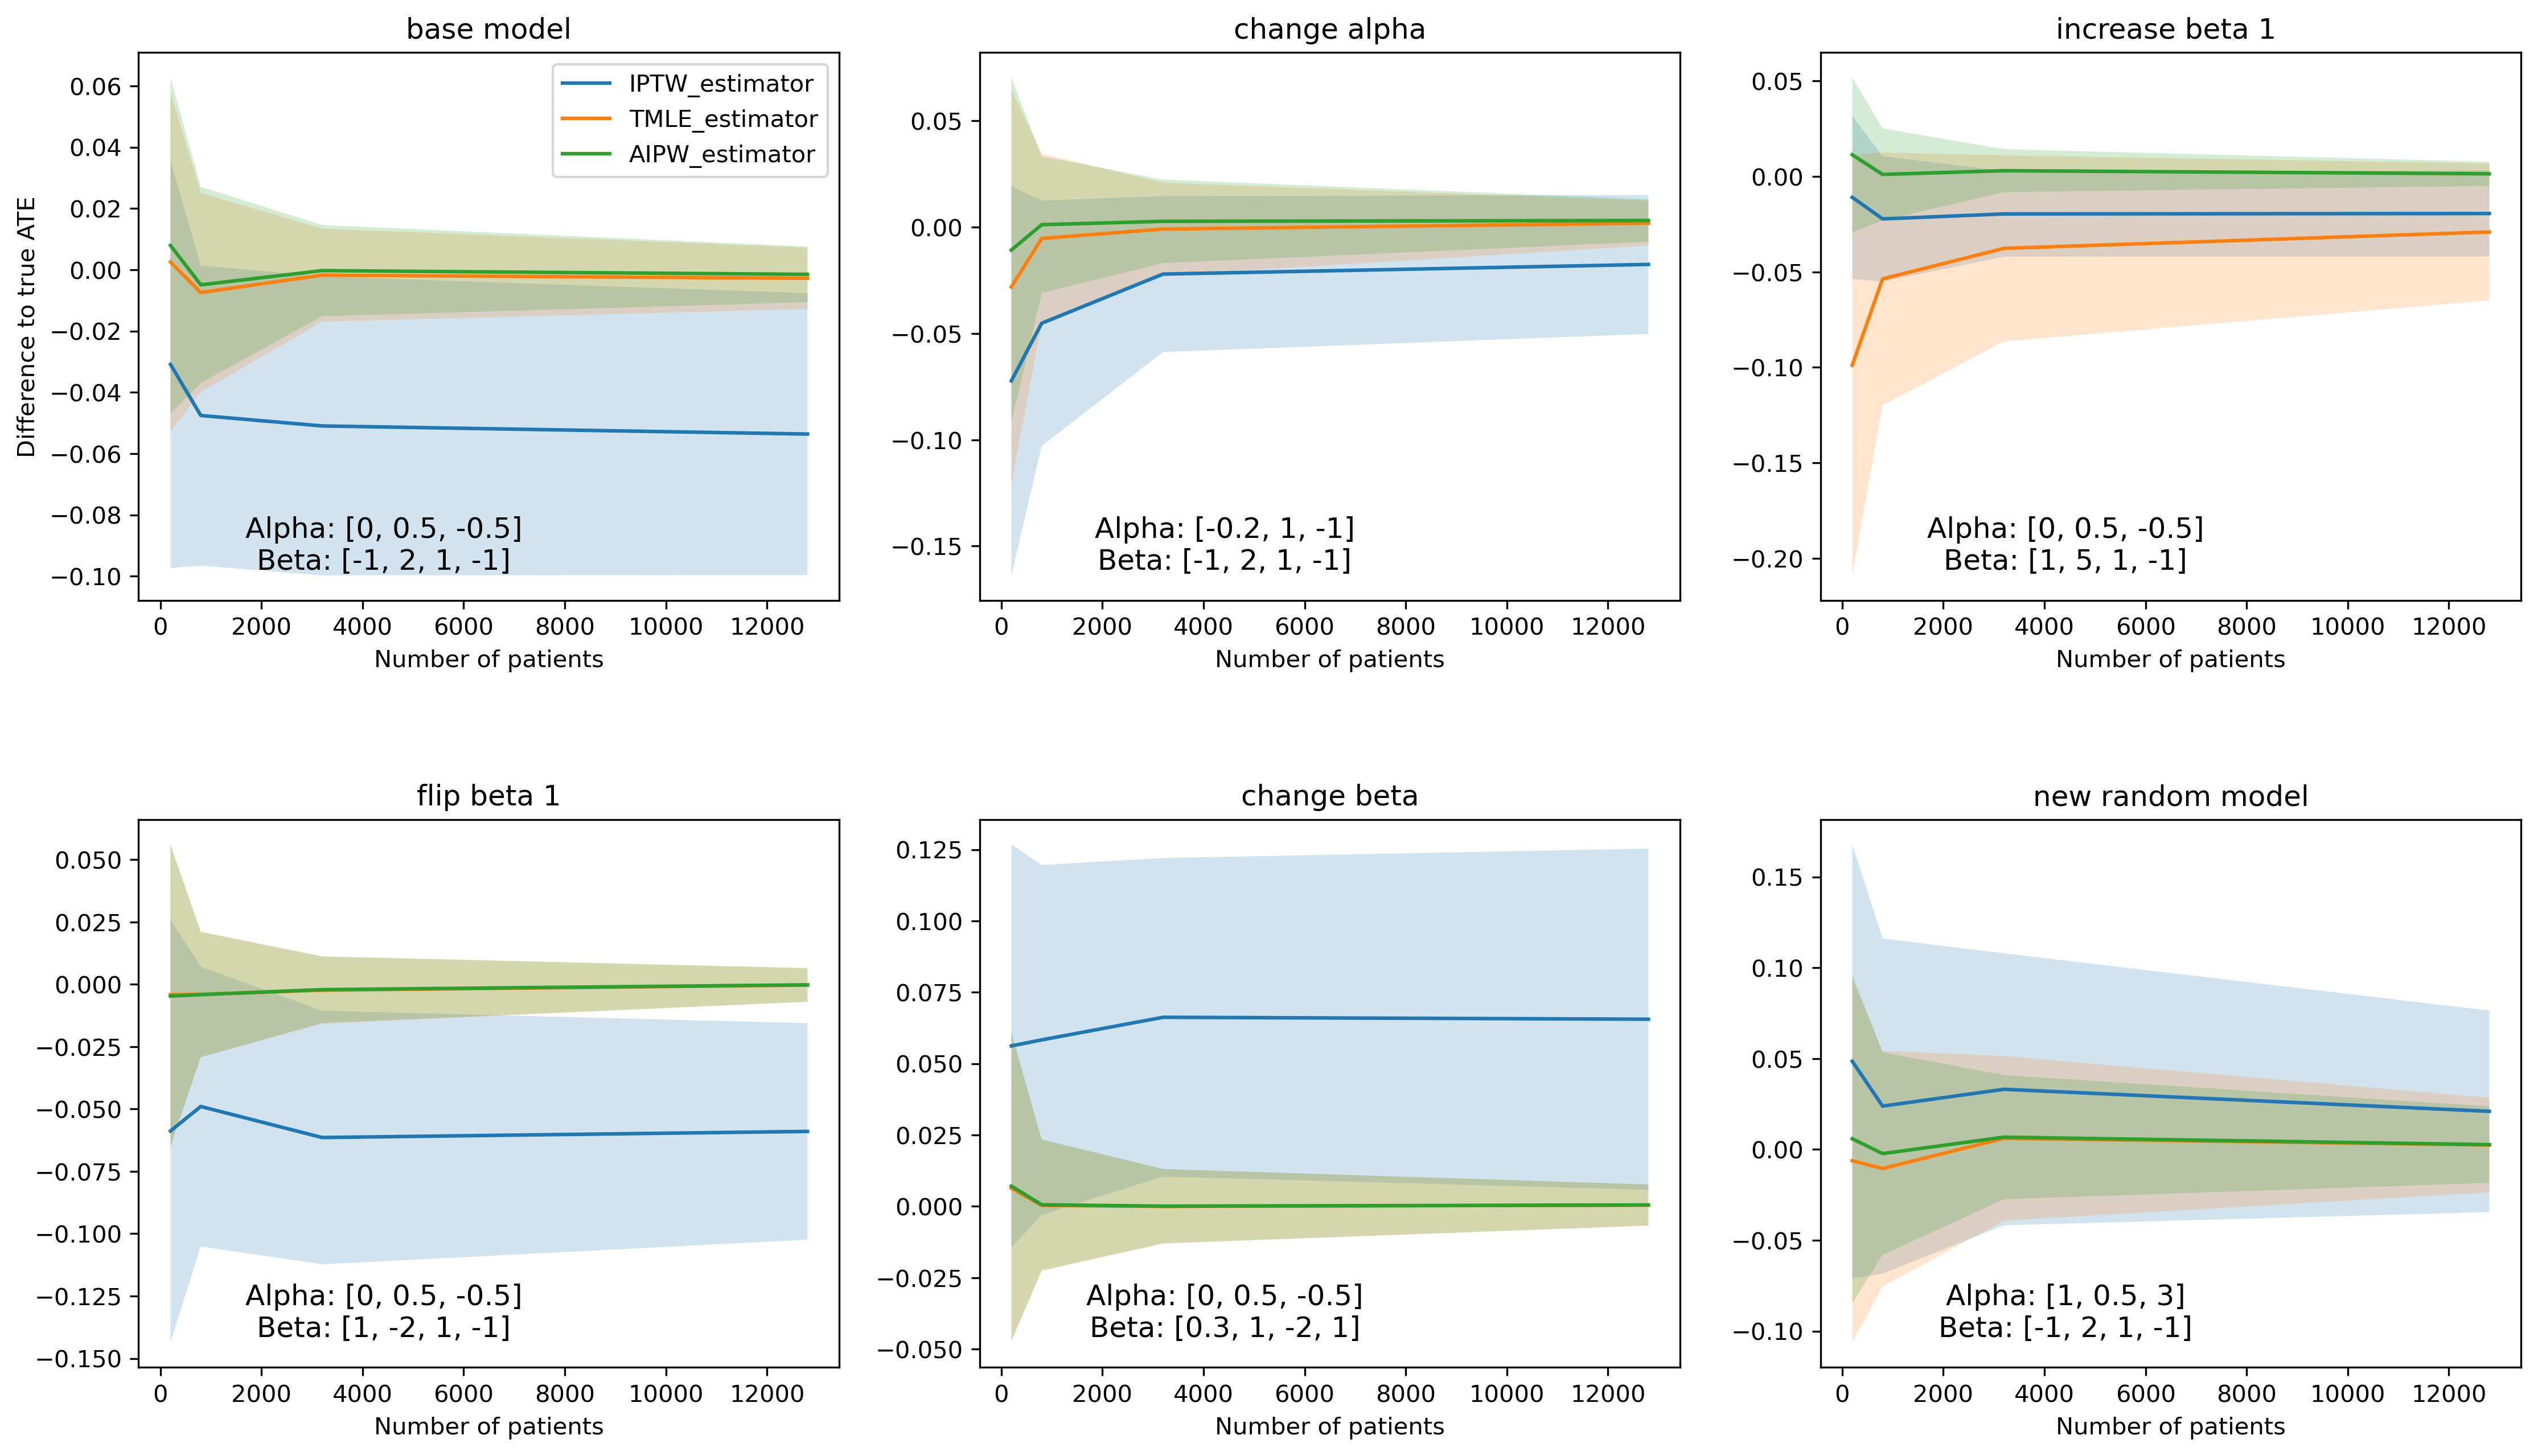 base model
0.06
0.04
0.02
0.00
−0.02
−0.04
−0.06
−0.08
−0.10
Difference to true ATE
IPTW_estimator
TMLE_estimator
AIPW_estimator
Alpha: [0, 0.5, -0.5]
Beta: [-1, 2, 1, -1]
0 2000 4000 6000 8000 10000 12000
Number of patients
change alpha
0.05
0.00
−0.05
−0.10
−0.15
Alpha: [-0.2, 1, -1]
Beta: [-1, 2, 1, -1]
0 2000 4000 6000 8000 10000 12000
Number of patients
increase beta 1
0.05
0.00
−0.05
−0.10
−0.15
−0.20
Alpha: [0, 0.5, -0.5]
Beta: [1, 5, 1, -1]
0 2000 4000 6000 8000 10000 12000
Number of patients
flip beta 1
0.050
0.025
0.000
−0.025
−0.050
−0.075
−0.100
−0.125
−0.150
Alpha: [0, 0.5, -0.5]
Beta: [1, -2, 1, -1]
0 2000 4000 6000 8000 10000 12000
Number of patients
change beta
0.125
0.100
0.075
0.050
0.025
0.000
−0.025
−0.050
Alpha: [0, 0.5, -0.5]
Beta: [0.3, 1, -2, 1]
0 2000 4000 6000 8000 10000 12000
Number of patients
new random model
0.15
0.10
0.05
0.00
−0.05
−0.10
Alpha: [1, 0.5, 3]
Beta: [-1, 2, 1, -1]
0 2000 4000 6000 8000 10000 12000
Number of patients